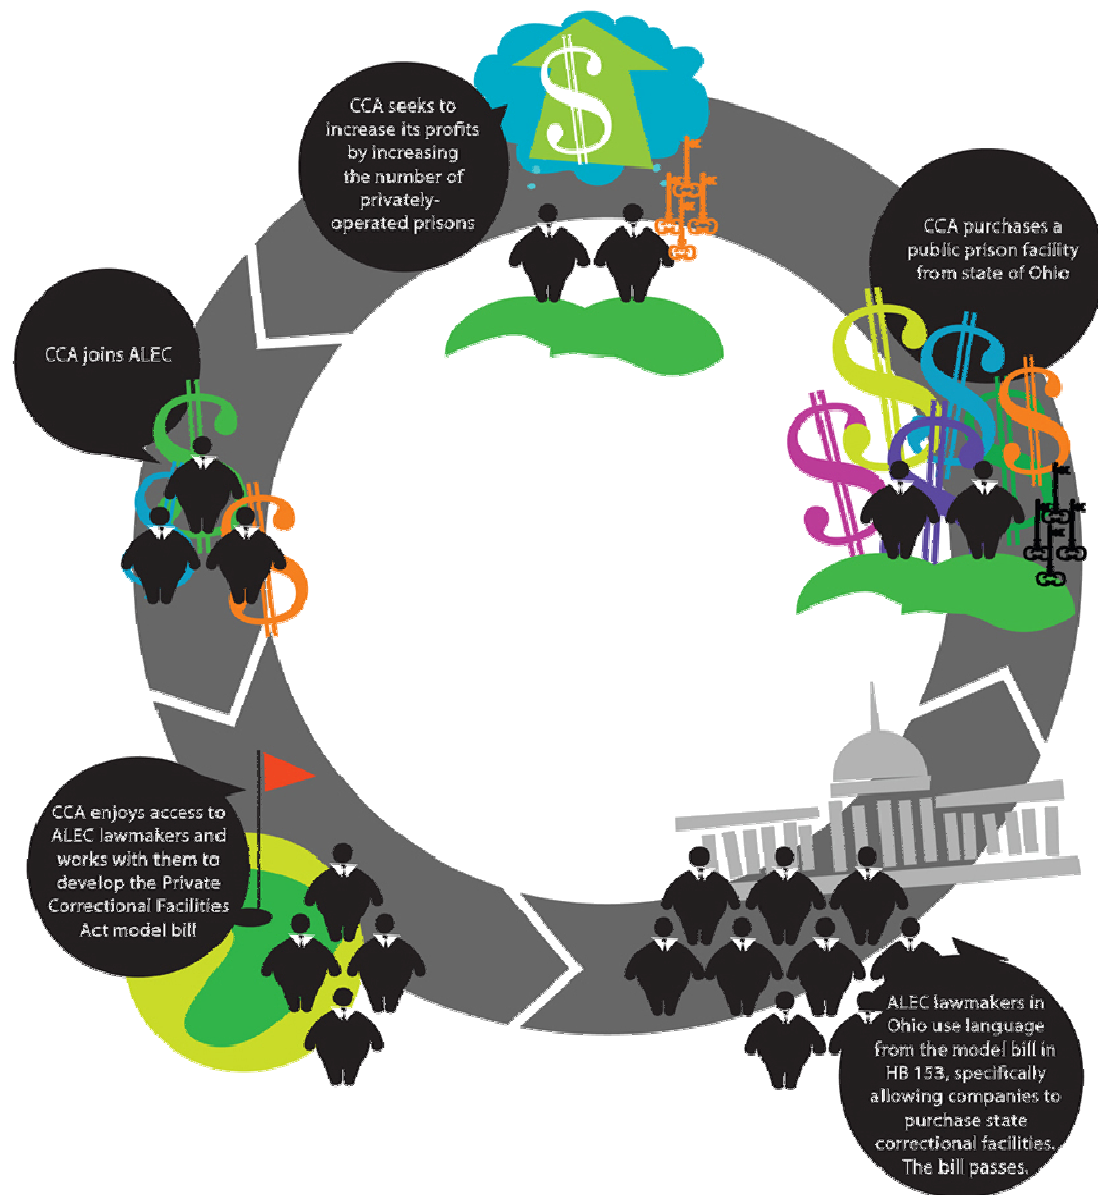 CCA seeks to
increase its profits
by increasing
the number of
privately-
operated prisons
CCA purchases a
public prison facility
from state of Ohio
CCA joins ALEC
CCA enjoys access to
ALEC lawmakers and
works with them to
develop the Private
Correctional Facilities
Act model bill
ALEC lawmakers in
Ohio use language
from the model bill in
HB 153, specifically
allowing companies to
purchase state
correctional facilities.
The bill passes.